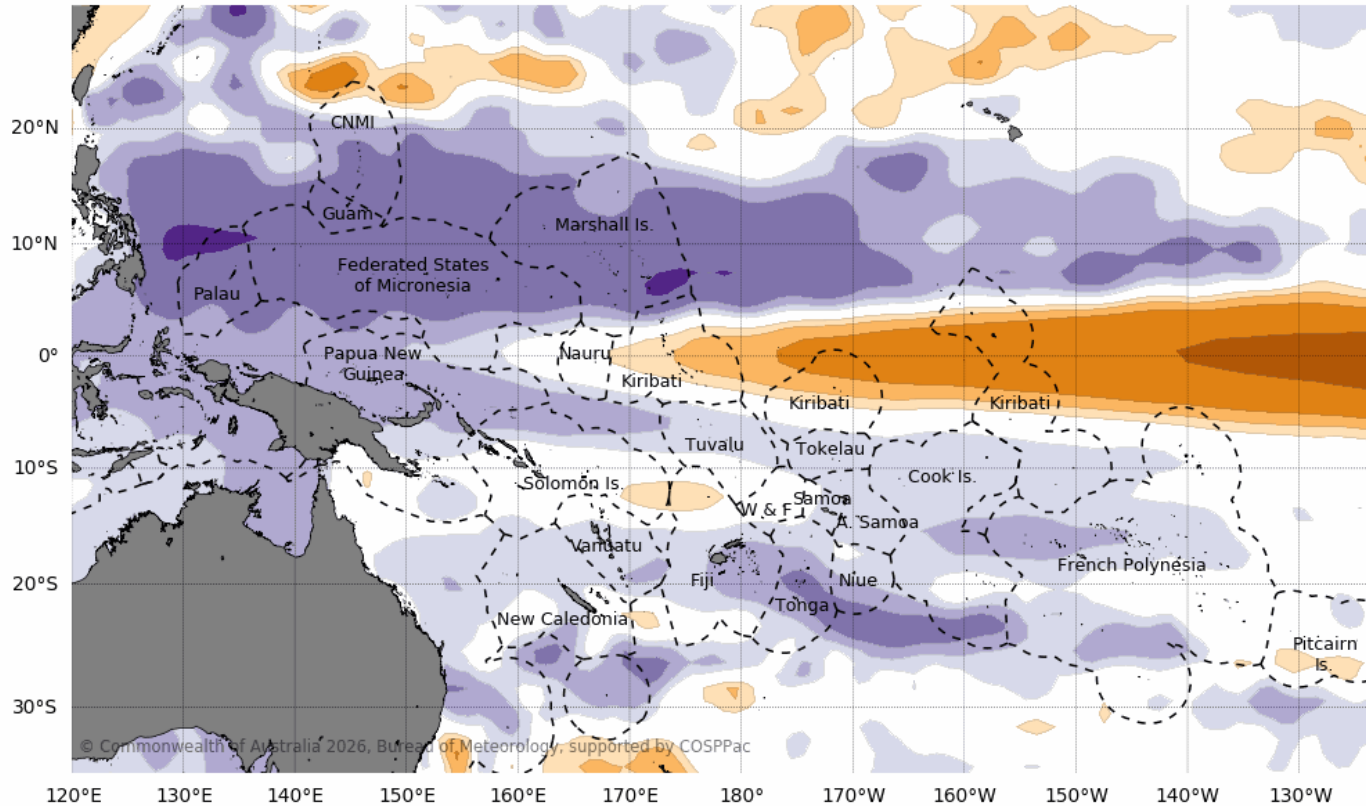 20°N
10°N
0°
10°S
20°S
30°S
CNMI
Guam
Marshall Is.
Federated States
of Micronesia
Palau
Papua New
Guinea
Nauru
Kiribati
Kiribati
Kiribati
Tuvalu
Tokelau
Cook Is.
Solomon Is.
W & F
Samoa
A. Samoa
Vanuatu
French Polynesia
Fiji
Niue
Tonga
New Caledonia
Pitcairn
Is.
© Commonwealth of Australia 2026, Bureau of Meteorology, supported by COSPPac
120°E 130°E 140°E 150°E 160°E 170°E 180° 170°W 160°W 150°W 140°W 130°W